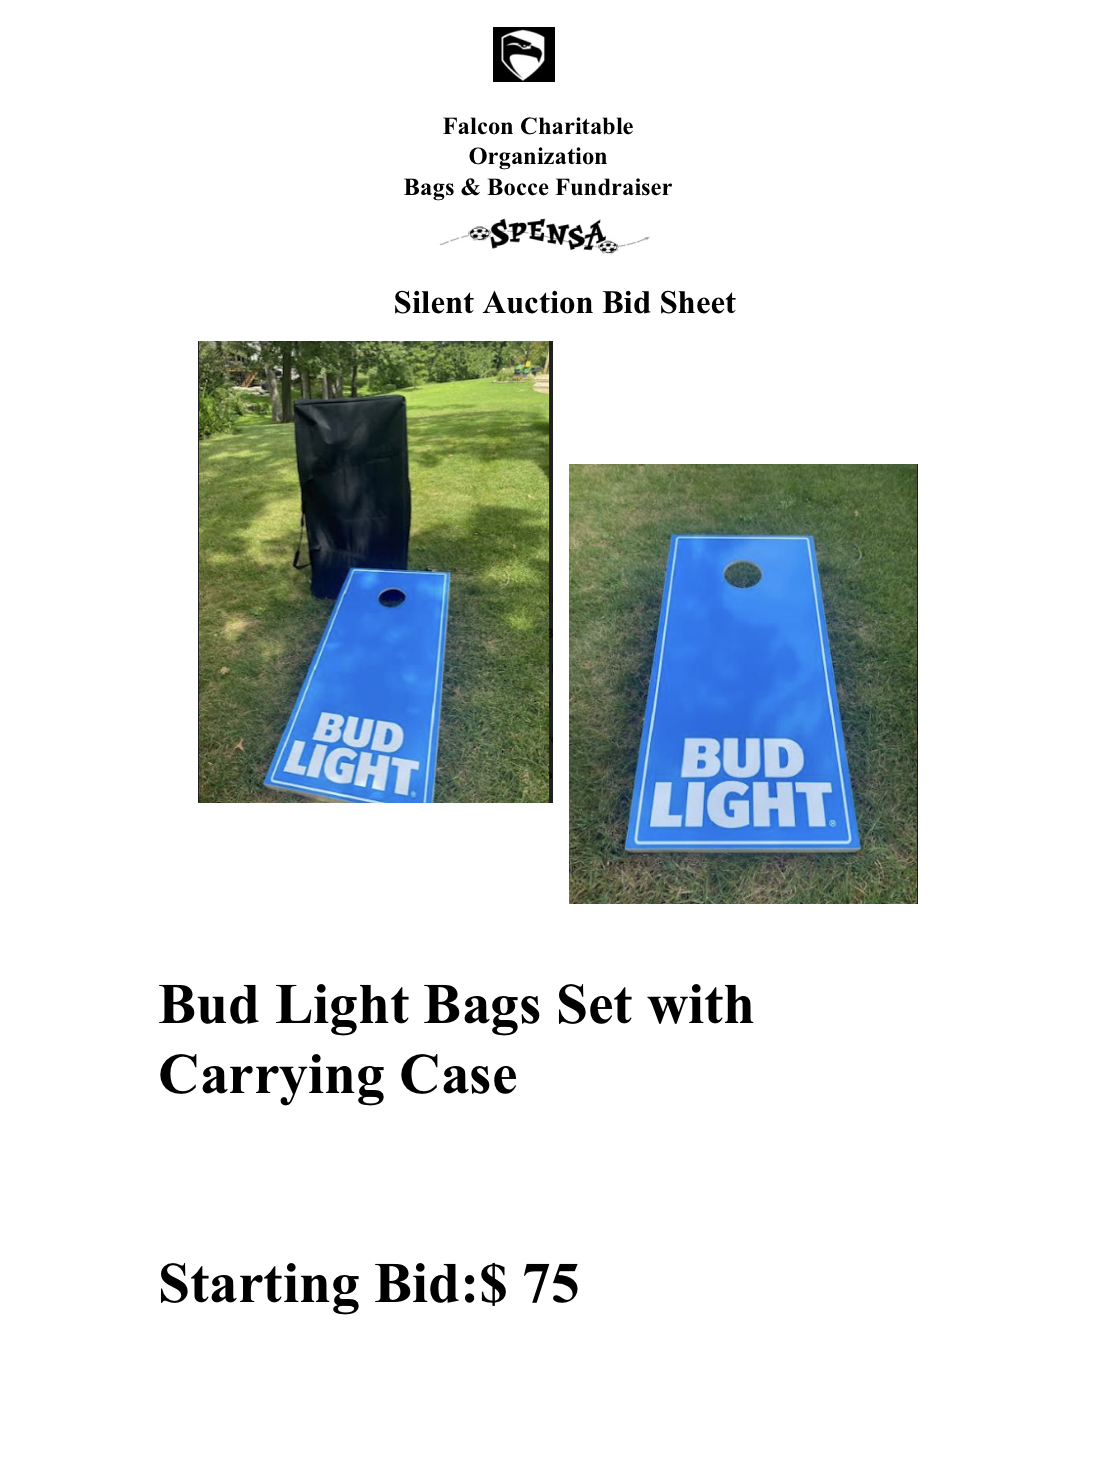 Falcon Charitable
Organization
Bags & Bocce Fundraiser
SPENSA
Silent Auction Bid Sheet
BUD
LIGHT®
BUD
LIGHT®
Bud Light Bags Set with
Carrying Case
Starting Bid:$ 75